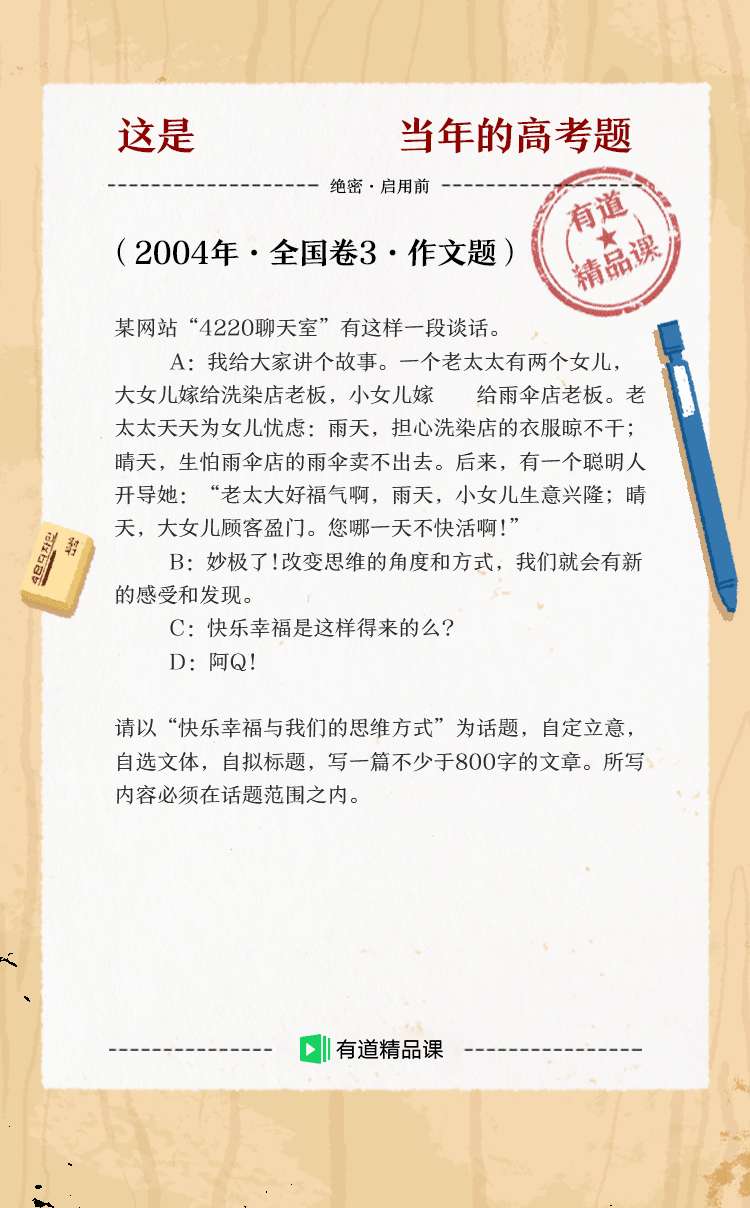 这是 当年的高考题
绝密·启用前
有道
精品课
（2004年·全国卷3·作文题）
某网站“4220聊天室”有这样一段谈话。
A：我给大家讲个故事。一个老太太有两个女儿，
大女儿嫁给洗染店老板，小女儿嫁 给雨伞店老板。老
太太天天为女儿忧虑：雨天，担心洗染店的衣服晾不干；
晴天，生怕雨伞店的雨伞卖不出去。后来，有一个聪明人
开导她：“老太大好福气啊，雨天，小女儿生意兴隆；晴
天，大女儿顾客盈门。您哪一天不快活啊！”
B：妙极了！改变思维的角度和方式，我们就会有新
的感受和发现。
C：快乐幸福是这样得来的么？
D：阿Q！
请以“快乐幸福与我们的思维方式”为话题，自定立意，
自选文体，自拟标题，写一篇不少于800字的文章。所写
内容必须在话题范围之内。
有道精品课